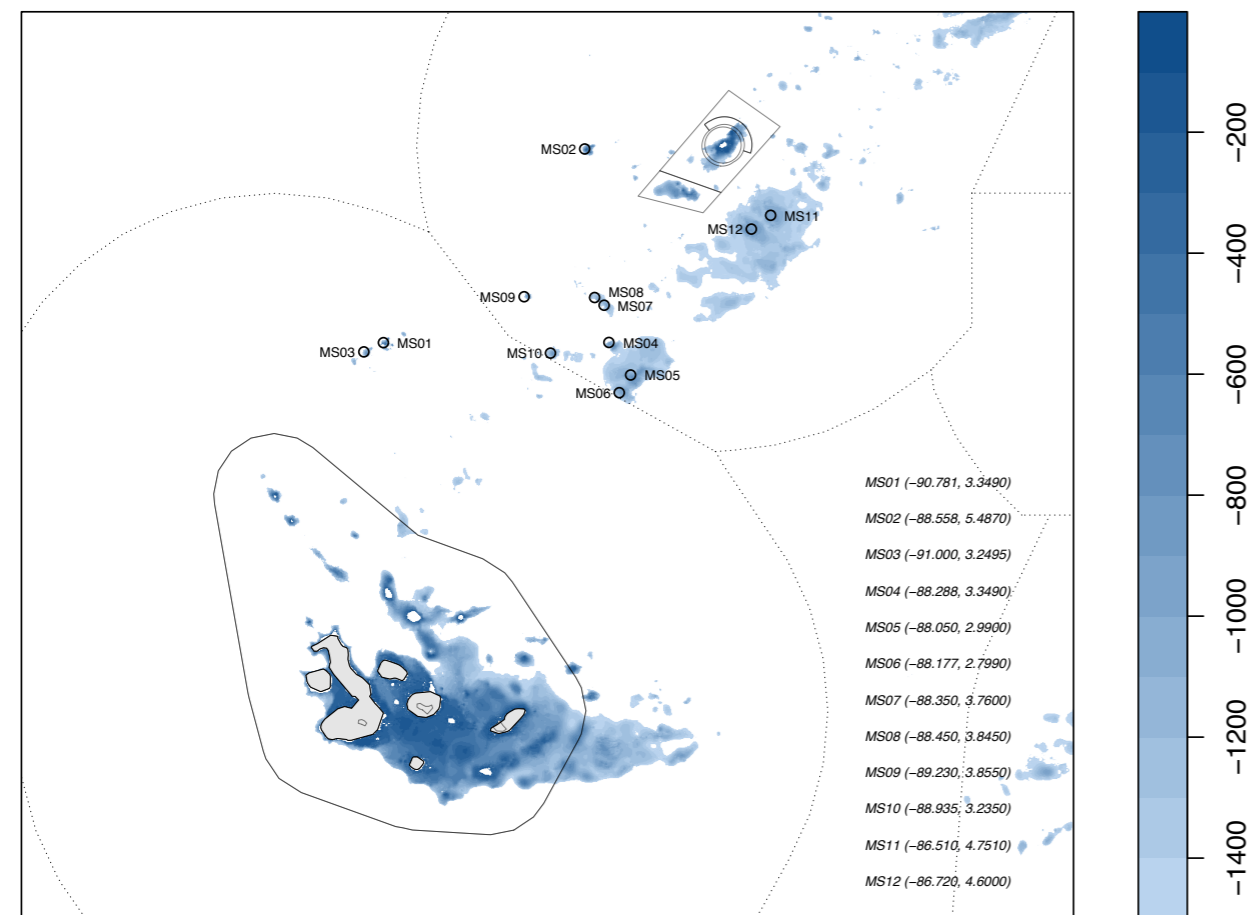 MS02
MS11
MS12
MS09
MS08
MS07
MS03
MS01
MS10
MS04
MS05
MS06
MS01 (−90.781, 3.3490)
MS02 (−88.558, 5.4870)
MS03 (−91.000, 3.2495)
MS04 (−88.288, 3.3490)
MS05 (−88.050, 2.9900)
MS06 (−88.177, 2.7990)
MS07 (−88.350, 3.7600)
MS08 (−88.450, 3.8450)
MS09 (−89.230, 3.8550)
MS10 (−88.935, 3.2350)
MS11 (−86.510, 4.7510)
MS12 (−86.720, 4.6000)
−200
−400
−600
−800
−1000
−1200
−1400